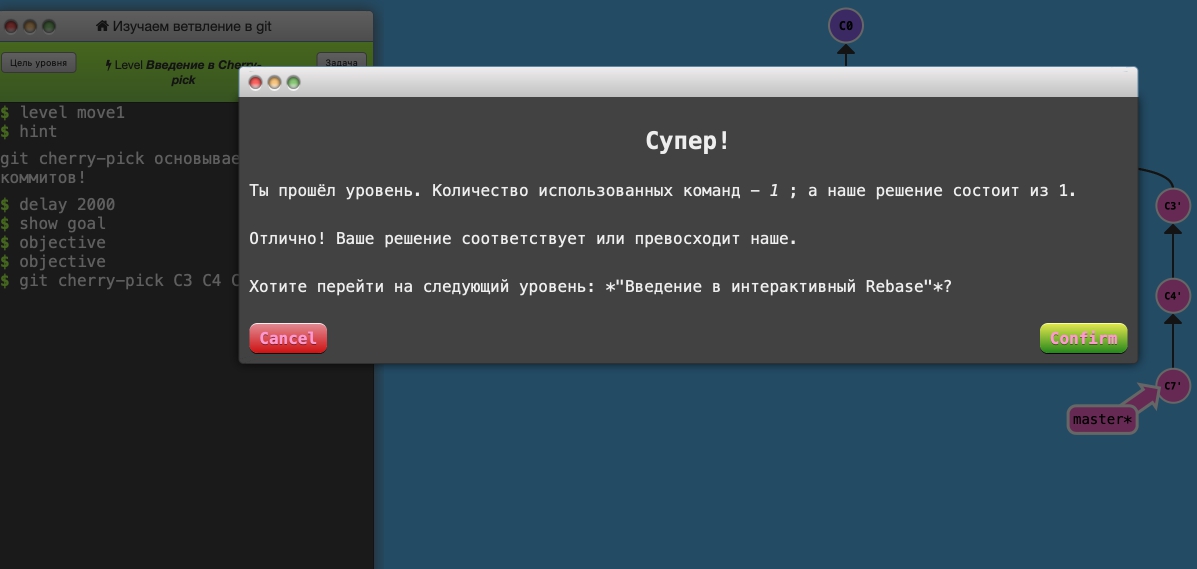 Изучаем ветвление в git
Цель уровня
Level Введение в Cherry-
pick
Задача
$ level move1
$ hint
git cherry-pick основывае
коммитов!
$ delay 2000
$ show goal
$ objective
$ objective
$ git cherry-pick C3 C4 C
C0
Супер!
Ты прошёл уровень. Количество использованных команд – 1 ; а наше решение состоит из 1.
Отлично! Ваше решение соответствует или превосходит наше.
Хотите перейти на следующий уровень: *"Введение в интерактивный Rebase"*?
Cancel
Confirm
C3'
C4'
C7'
master*